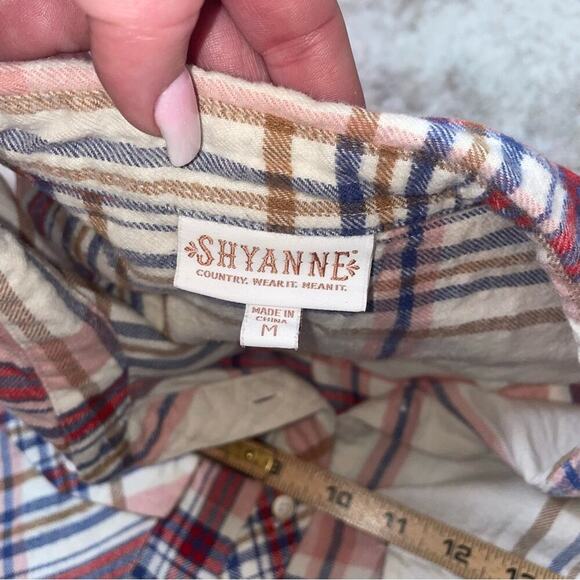 SHYANNE®
COUNTRY. WEAR IT. MEAN IT.
MADE IN
CHINA
M
10 11 12